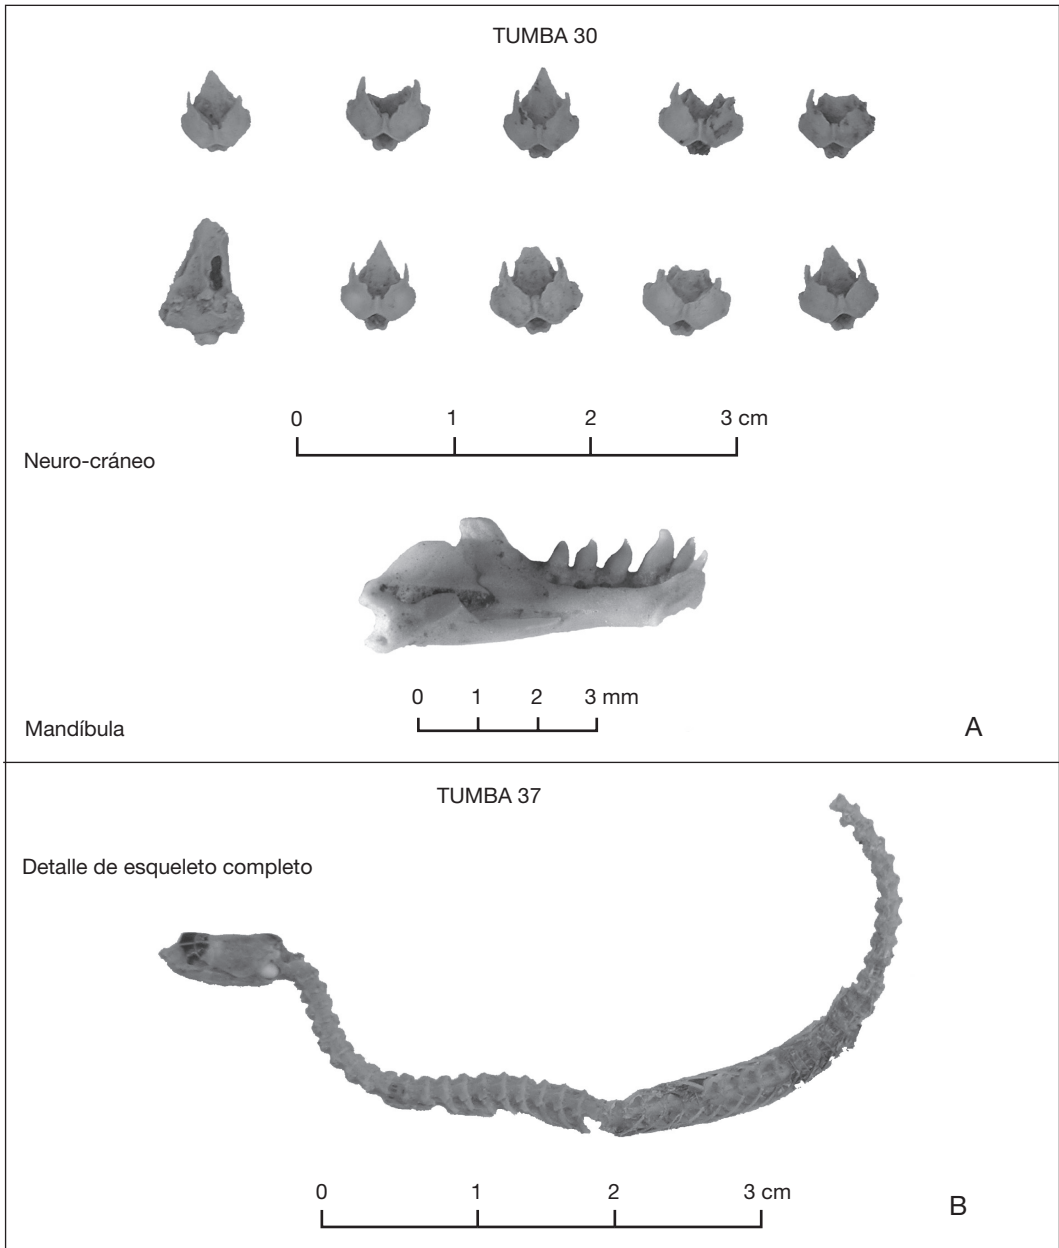 TUMBA 30
0 1 2 3 cm
Neuro-cráneo
0 1 2 3 mm
Mandíbula
A
TUMBA 37
Detalle de esqueleto completo
0 1 2 3 cm
B